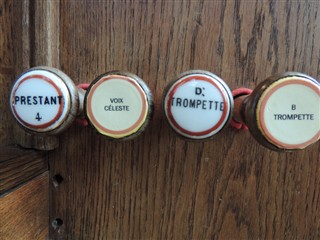 PRESTANT
4
VOIX
CÉLESTE
D.
TROMPETTE
B
TROMPETTE